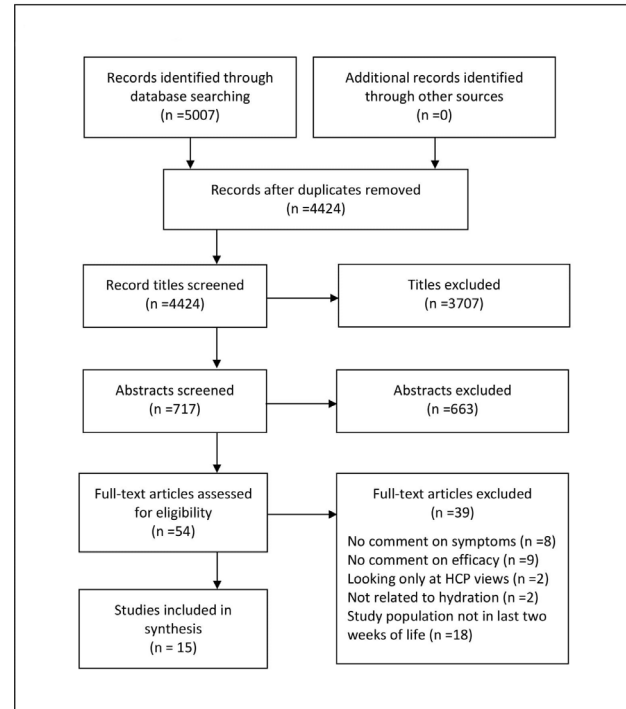 Records identified through
database searching
(n =5007)
Additional records identified
through other sources
(n =0)
Records after duplicates removed
(n =4424)
Record titles screened
(n =4424)
Titles excluded
(n =3707)
Abstracts screened
(n =717)
Abstracts excluded
(n =663)
Full-text articles assessed
for eligibility
(n =54)
Full-text articles excluded
(n =39)
No comment on symptoms (n =8)
No comment on efficacy (n =9)
Looking only at HCP views (n =2)
Not related to hydration (n =2)
Study population not in last two
weeks of life (n =18)
Studies included in
synthesis
(n = 15)